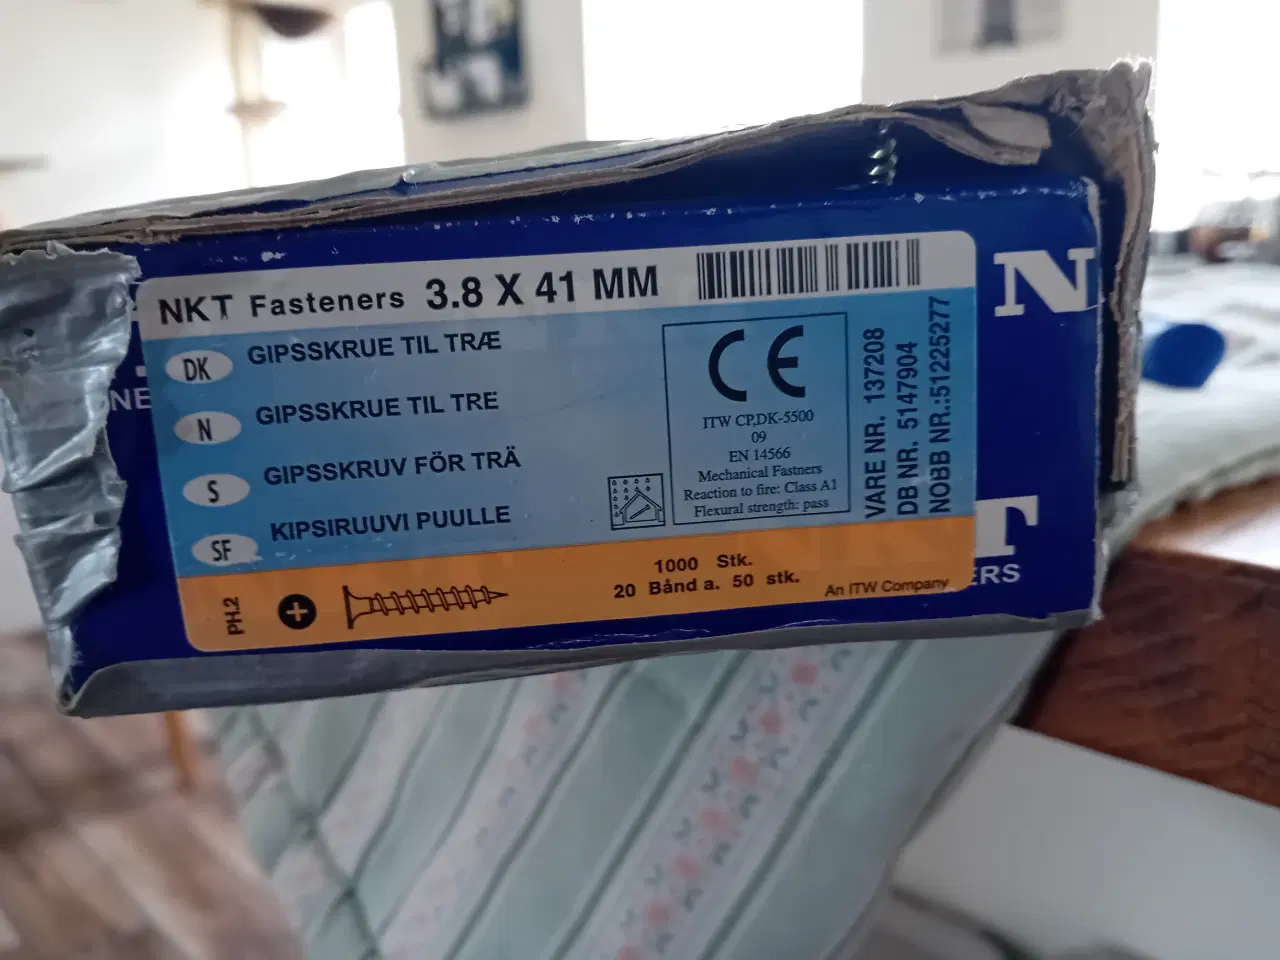 NKT Fasteners 3.8 X 41 MM
DK GIPSSKRUE TIL TRÆ
N GIPSSKRUE TIL TRE
S GIPSSKRUV FÖR TRÄ
SF KIPSIRUUVI PUULLE
CE
ITW CP,DK-5500
09
EN 14566
Mechanical Fastners
Reaction to fire: Class A1
Flexural strength: pass
VARE NR. 137208
DB NR. 5147904
NOBB NR.:51225277
PH.2
1000 Stk.
20 Bånd a. 50 stk.
An ITW Company
N
NE
T
ERS